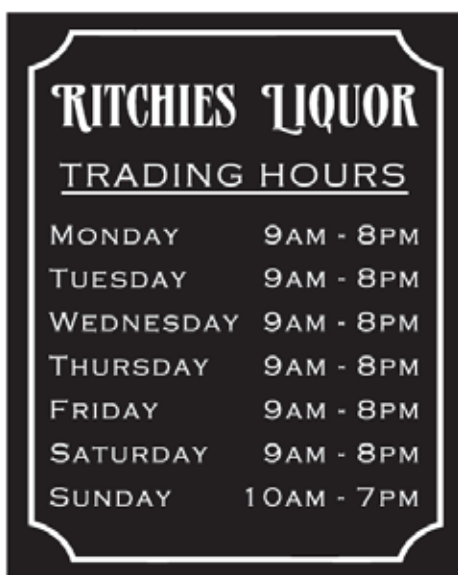 RITCHIES LIQUOR
TRADING HOURS
MONDAY 9AM - 8PM
TUESDAY 9AM - 8PM
WEDNESDAY 9AM - 8PM
THURSDAY 9AM - 8PM
FRIDAY 9AM - 8PM
SATURDAY 9AM - 8PM
SUNDAY 10AM - 7PM